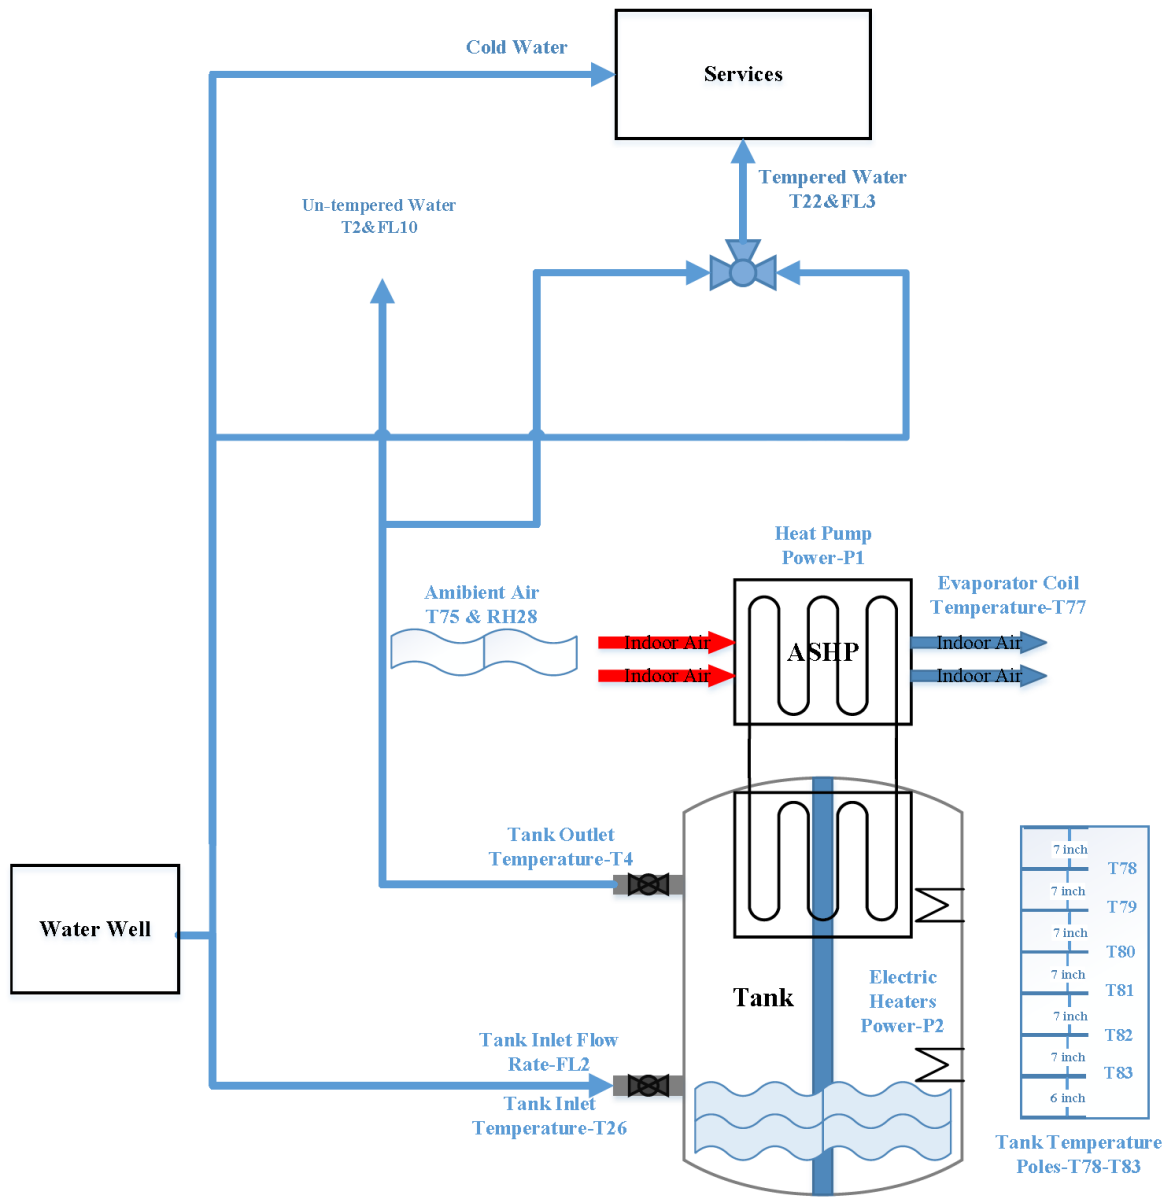 Cold Water
Services
Tempered Water
T22&FL3
Un-tempered Water
T2&FL10
Heat Pump
Power-P1
Evaporator Coil
Temperature-T77
Amibient Air
T75 & RH28
Indoor Air
Indoor Air
ASHP
Indoor Air
Indoor Air
Tank Outlet
Temperature-T4
Water Well
Tank
Electric
Heaters
Power-P2
Tank Inlet Flow
Rate-FL2
Tank Inlet
Temperature-T26
7 inch
T78
7 inch
T79
7 inch
T80
7 inch
T81
7 inch
T82
7 inch
T83
6 inch
Tank Temperature
Poles-T78-T83